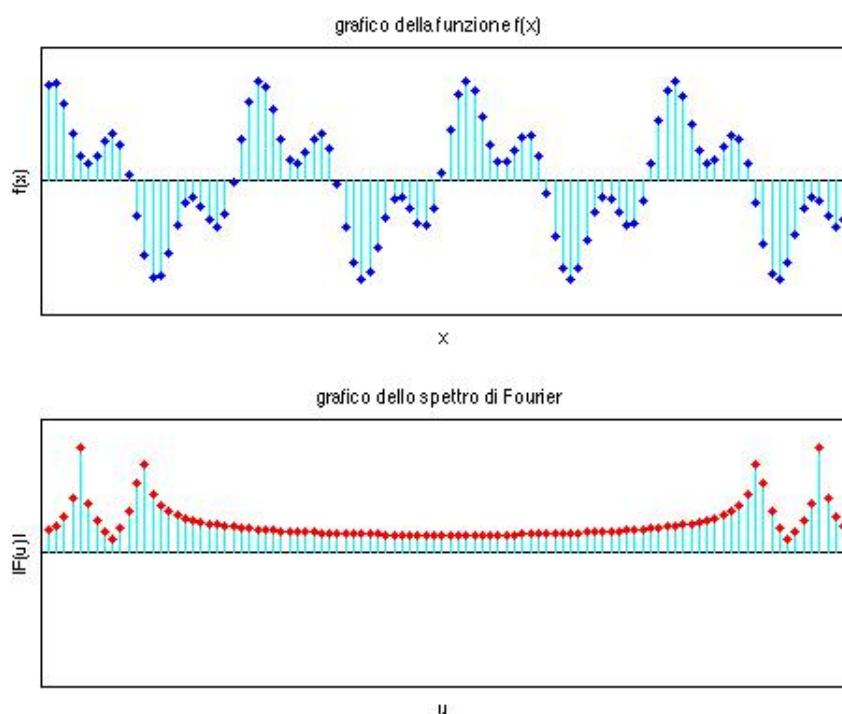 grafico della funzione f(x)
f(x)
x
grafico dello spettro di Fourier
|F(u)|
u